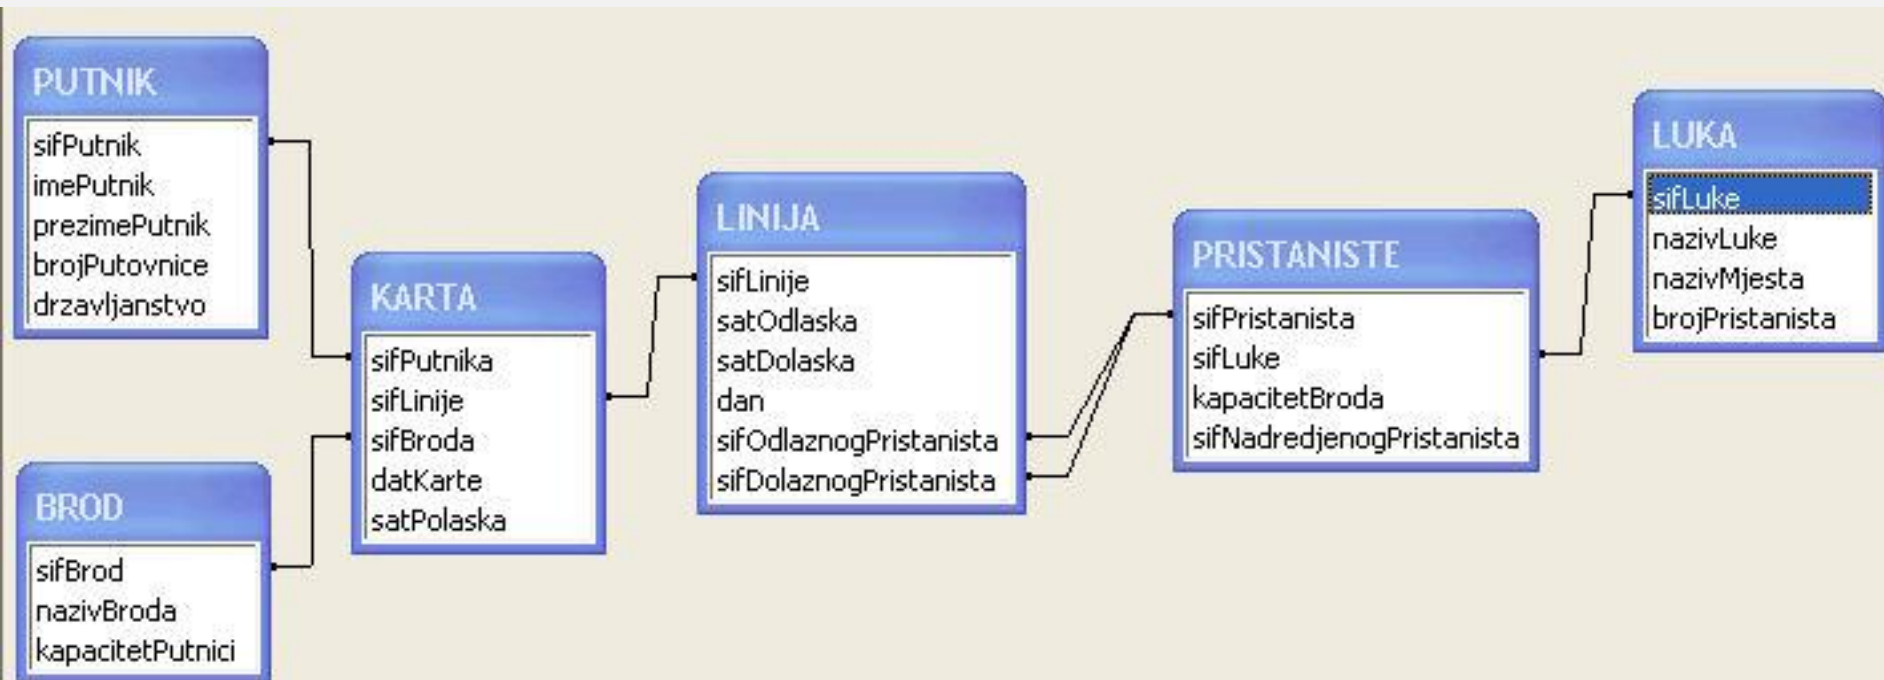 PUTNIK
sifPutnik
imePutnik
prezimePutnik
brojPutovnice
drzavljanstvo
BROD
sifBrod
nazivBroda
kapacitetPutnici
KARTA
sifPutnika
sifLinije
sifBroda
datKarte
satPolaska
LINIJA
sifLinije
satOdlaska
satDolaska
dan
sifOdlaznogPristanista
sifDolaznogPristanista
PRISTANISTE
sifPristanista
sifLuke
kapacitetBroda
sifNadredjenogPristanista
LUKA
sifLuke
nazivLuke
nazivMjesta
brojPristanista